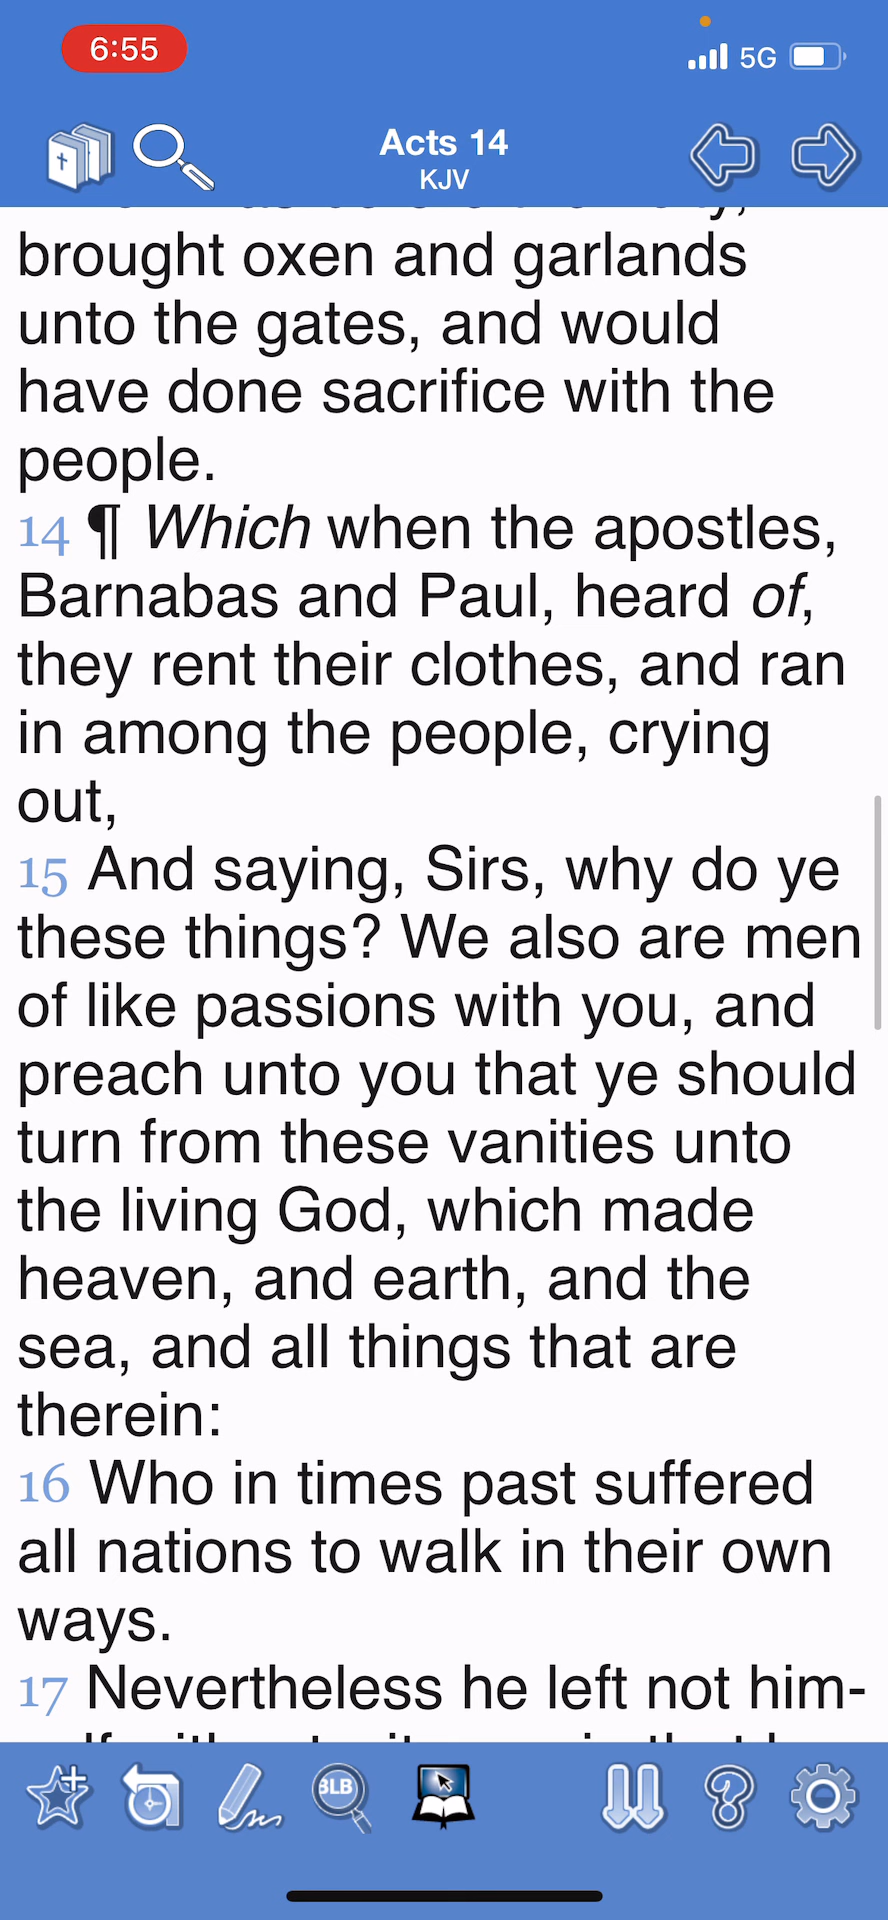 6:55
5G
Acts 14
KJV
brought oxen and garlands
unto the gates, and would
have done sacrifice with the
people.
14 ¶ Which when the apostles,
Barnabas and Paul, heard of,
they rent their clothes, and ran
in among the people, crying
out,
15 And saying, Sirs, why do ye
these things? We also are men
of like passions with you, and
preach unto you that ye should
turn from these vanities unto
the living God, which made
heaven, and earth, and the
sea, and all things that are
therein:
16 Who in times past suffered
all nations to walk in their own
ways.
17 Nevertheless he left not him-
BLB